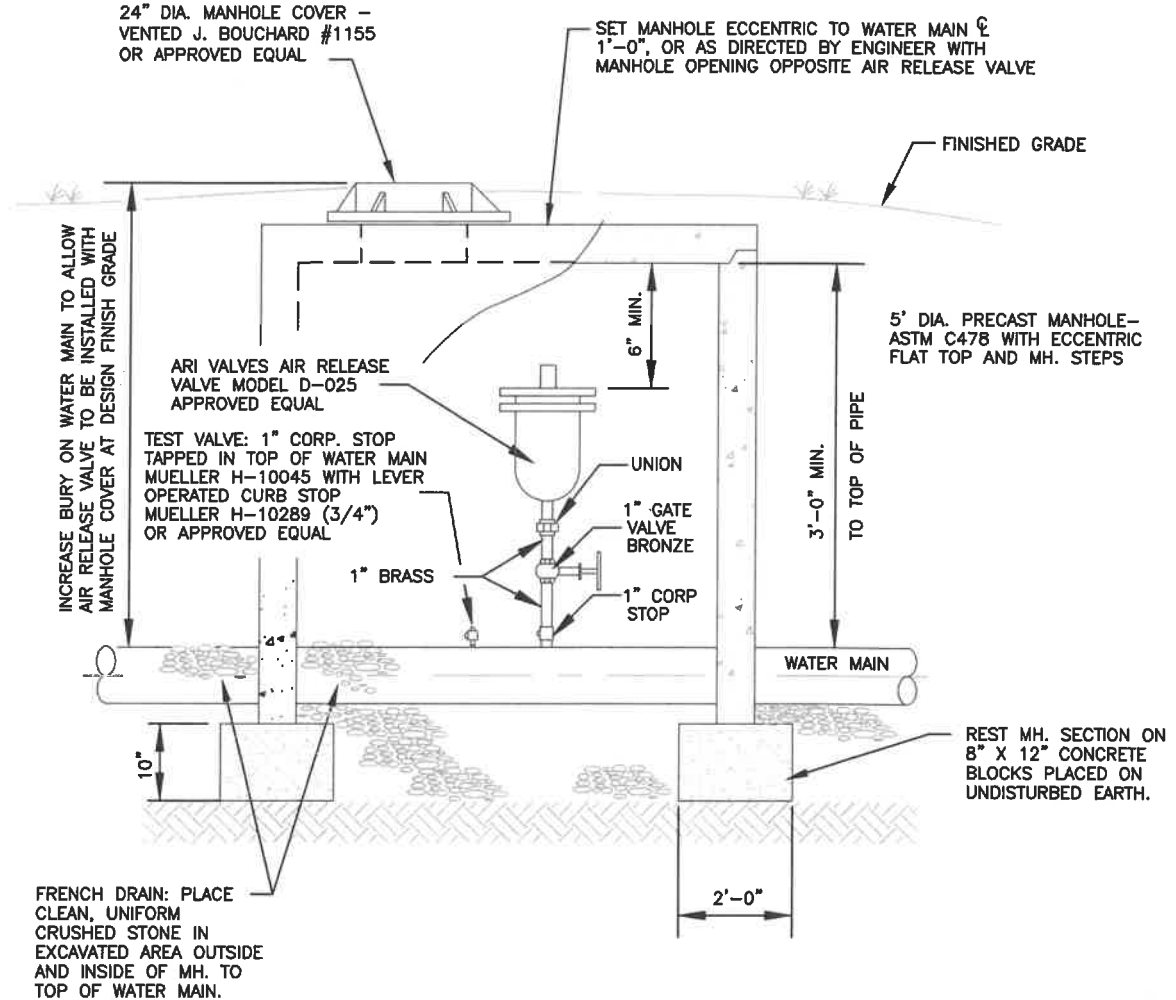 24" DIA. MANHOLE COVER –
VENTED J. BOUCHARD #1155
OR APPROVED EQUAL
SET MANHOLE ECCENTRIC TO WATER MAIN ℄
1'-0", OR AS DIRECTED BY ENGINEER WITH
MANHOLE OPENING OPPOSITE AIR RELEASE VALVE
FINISHED GRADE
INCREASE BURY ON WATER MAIN TO ALLOW
AIR RELEASE VALVE TO BE INSTALLED WITH
MANHOLE COVER AT DESIGN FINISH GRADE
6" MIN.
5' DIA. PRECAST MANHOLE–
ASTM C478 WITH ECCENTRIC
FLAT TOP AND MH. STEPS
ARI VALVES AIR RELEASE
VALVE MODEL D-025
APPROVED EQUAL
TEST VALVE: 1" CORP. STOP
TAPPED IN TOP OF WATER MAIN
MUELLER H-10045 WITH LEVER
OPERATED CURB STOP
MUELLER H-10289 (3/4")
OR APPROVED EQUAL
UNION
1" GATE
VALVE
BRONZE
3'-0" MIN.
TO TOP OF PIPE
1" BRASS
1" CORP
STOP
WATER MAIN
10"
REST MH. SECTION ON
8" X 12" CONCRETE
BLOCKS PLACED ON
UNDISTURBED EARTH.
2'-0"
FRENCH DRAIN: PLACE
CLEAN, UNIFORM
CRUSHED STONE IN
EXCAVATED AREA OUTSIDE
AND INSIDE OF MH. TO
TOP OF WATER MAIN.